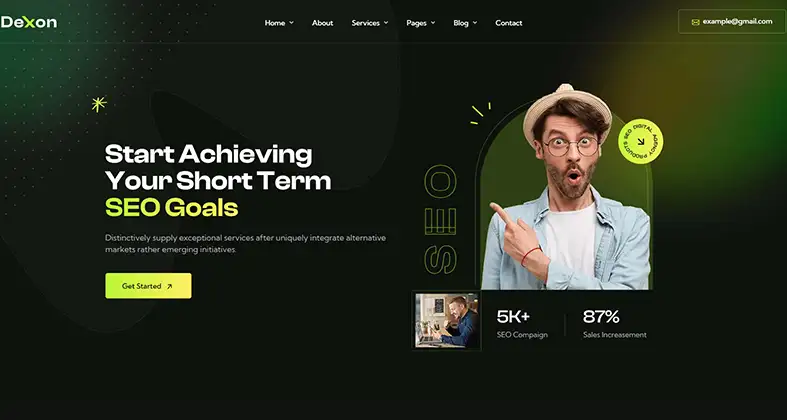 Dexon
Home
About
Services
Pages
Blog
Contact
example@gmail.com
Start Achieving
Your Short Term
SEO Goals
Distinctively supply exceptional services after uniquely integrate alternative
markets rather emerging initiatives.
Get Started
SEO
SEO DIGITAL AGENCY PRODUCTS
5K+
SEO Compaign
87%
Sales Increasement